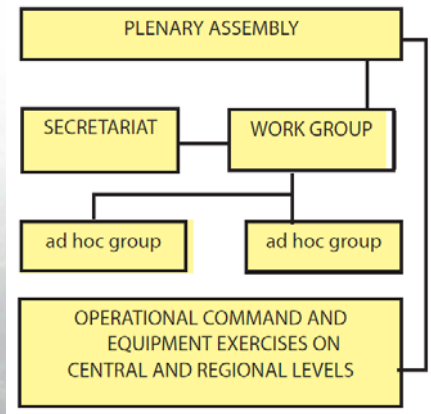 PLENARY ASSEMBLY
SECRETARIAT
WORK GROUP
ad hoc group
ad hoc group
OPERATIONAL COMMAND AND
EQUIPMENT EXERCISES ON
CENTRAL AND REGIONAL LEVELS